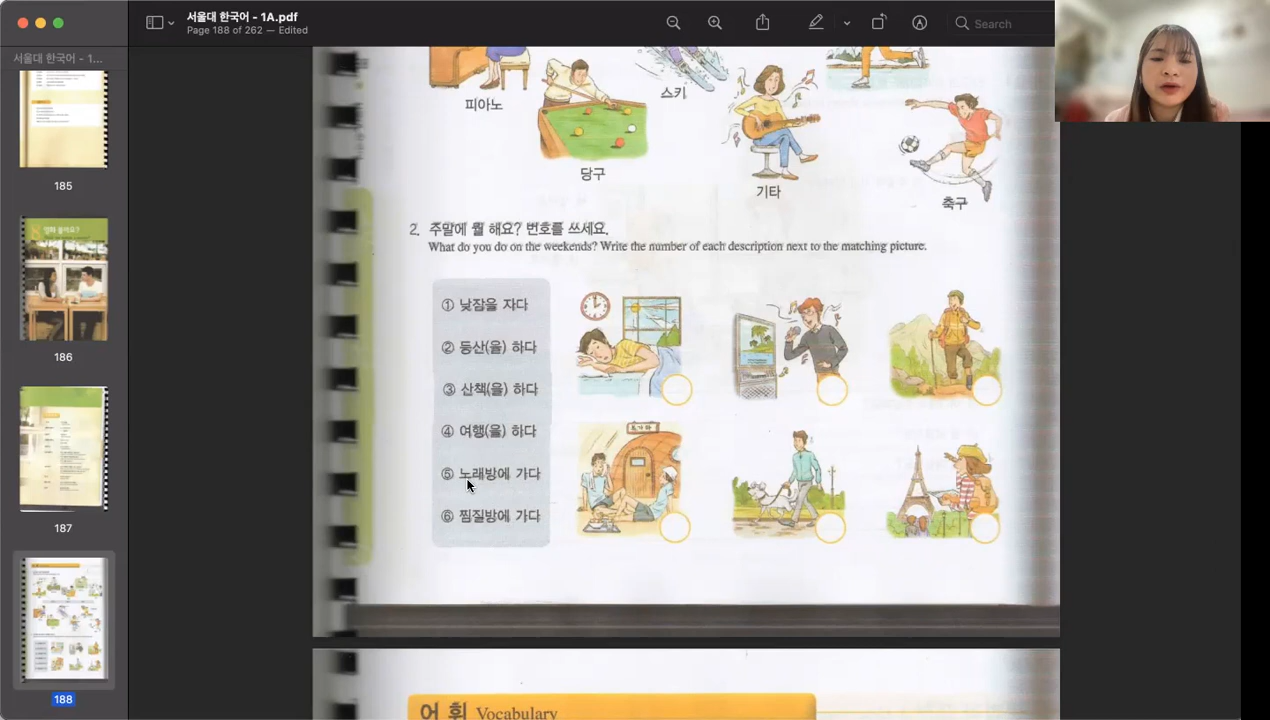 서울대 한국어 - 1A.pdf
Page 188 of 262 – Edited
Search
서울대 한국어 - 1...
185
186
187
188
피아노
스키
당구
기타
축구
2. 주말에 뭘 해요? 번호를 쓰세요.
What do you do on the weekends? Write the number of each description next to the matching picture.
① 낮잠을 자다
② 등산(을) 하다
③ 산책(을) 하다
④ 여행(을) 하다
⑤ 노래방에 가다
⑥ 찜질방에 가다
어 휘 Vocabulary